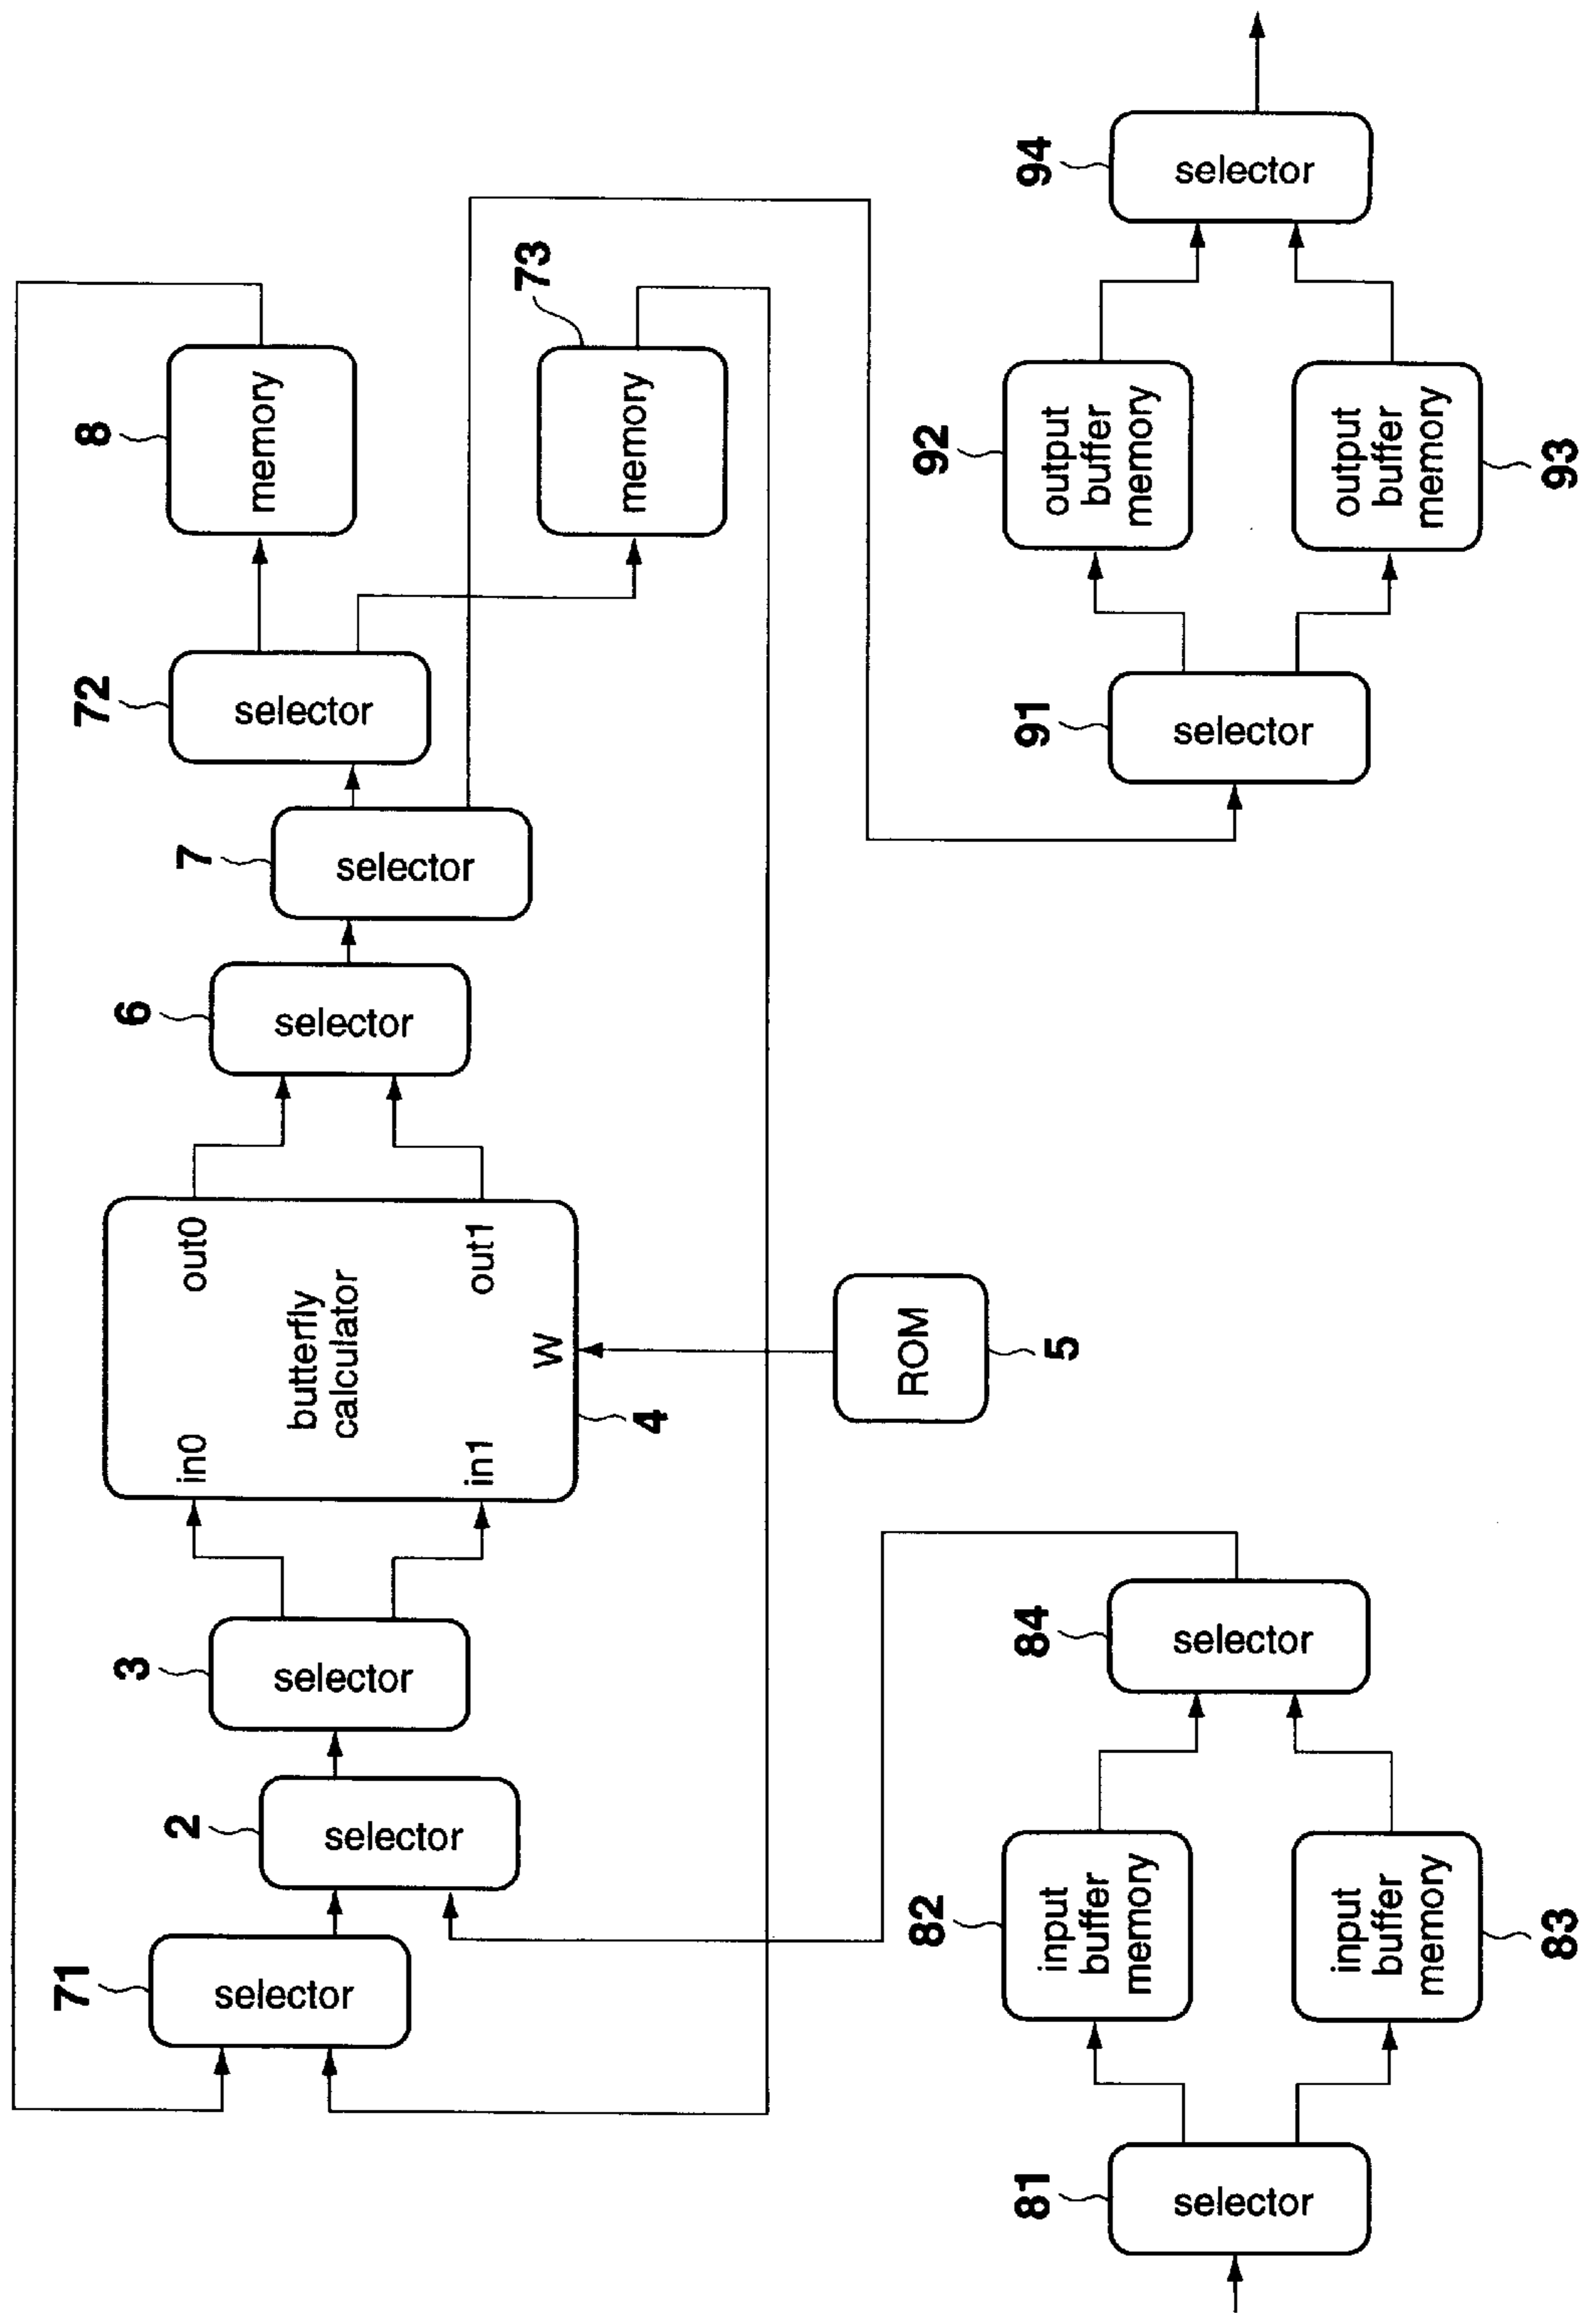 71
selector
2
selector
3
selector
in0
in1
butterfly
calculator
W
out0
out1
4
ROM
5
6
selector
7
selector
72
selector
8
memory
73
memory
81
selector
82
input
buffer
memory
input
buffer
memory
83
84
selector
91
selector
92
output
buffer
memory
output
buffer
memory
93
94
selector